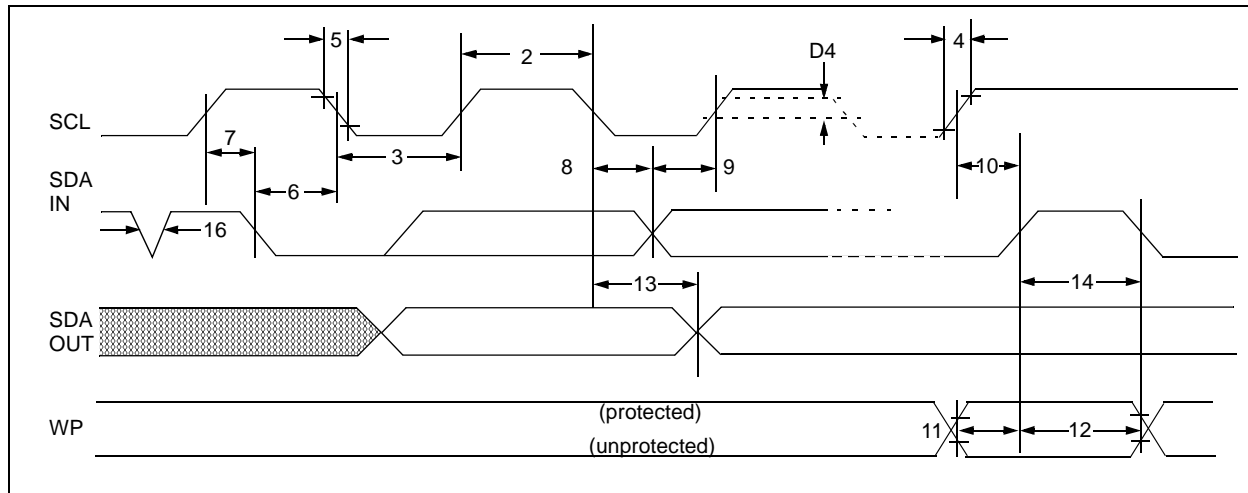 5
2
D4
4
SCL
7
3
8
9
10
SDA
IN
6
16
13
14
SDA
OUT
WP
(protected)
(unprotected)
11
12